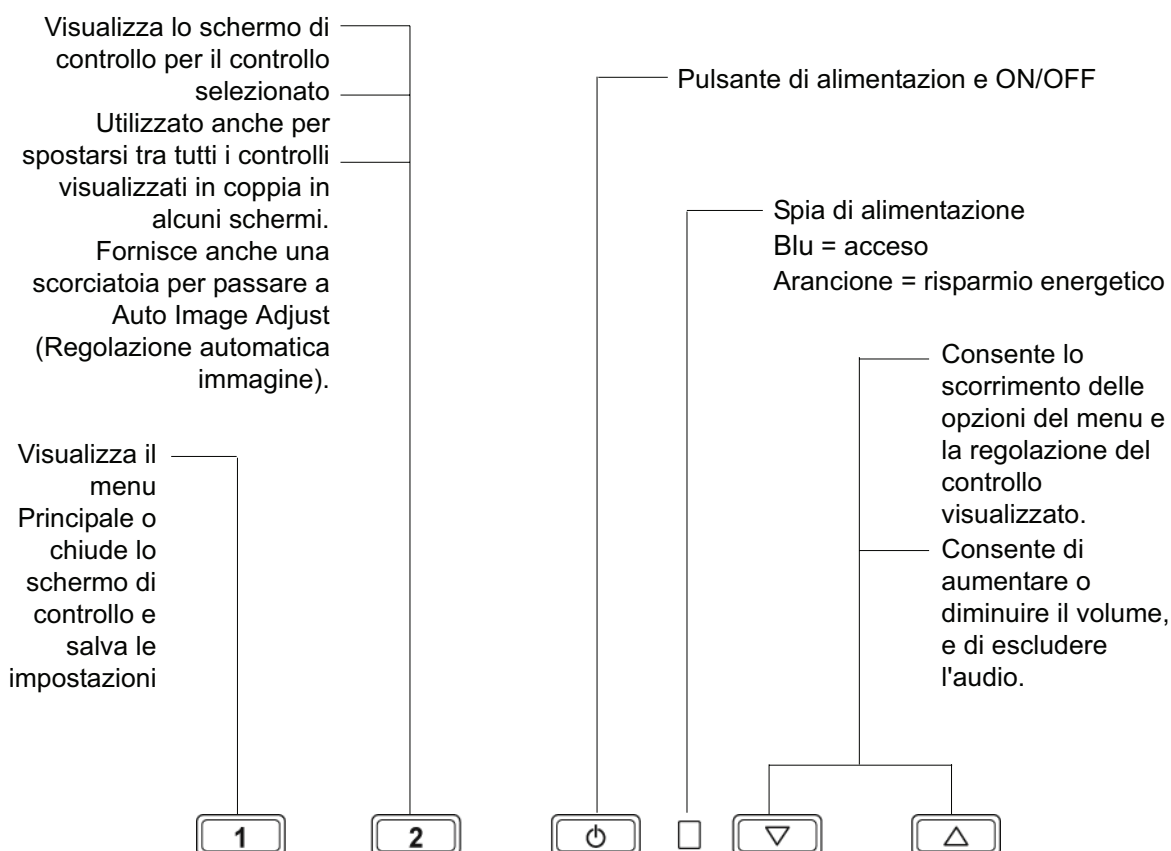 Visualizza lo schermo di
controllo per il controllo
selezionato
Utilizzato anche per
spostarsi tra tutti i controlli
visualizzati in coppia in
alcuni schermi.
Fornisce anche una
scorciatoia per passare a
Auto Image Adjust
(Regolazione automatica
immagine).
Pulsante di alimentazion e ON/OFF
Spia di alimentazione
Blu = acceso
Arancione = risparmio energetico
Consente lo
scorrimento delle
opzioni del menu e
la regolazione del
controllo
visualizzato.
Consente di
aumentare o
diminuire il volume,
e di escludere
l'audio.
Visualizza il
menu
Principale o
chiude lo
schermo di
controllo e
salva le
impostazioni
1
2